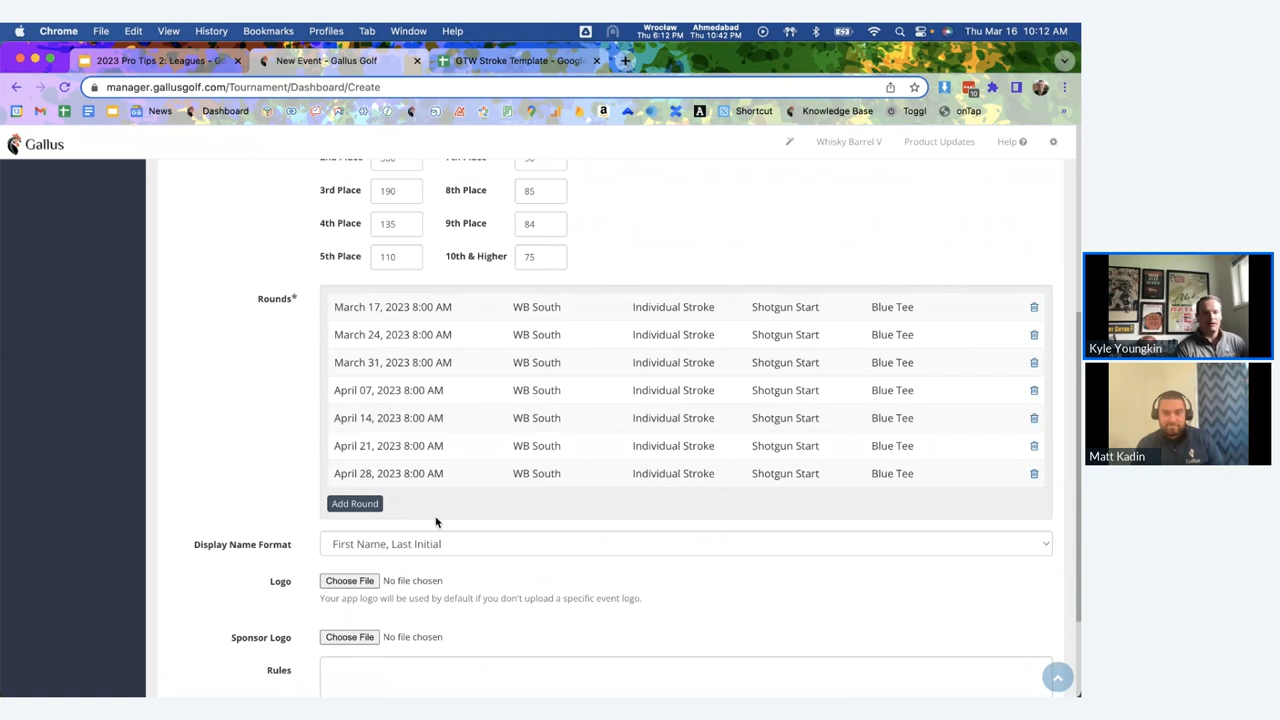 Chrome File Edit View History Bookmarks Profiles Tab Window Help Wrocław Thu 6:12 PM Ahmedabad Thu 10:42 PM Thu Mar 16 10:12 AM
2023 Pro Tips 2: Leagues - Go New Event - Gallus Golf GTW Stroke Template - Google
manager.gallusgolf.com/Tournament/Dashboard/Create
News Dashboard Shortcut Knowledge Base Toggl onTap
Gallus Whisky Barrel V Product Updates Help
3rd Place 190 8th Place 85
4th Place 135 9th Place 84
5th Place 110 10th & Higher 75
Rounds*
March 17, 2023 8:00 AM WB South Individual Stroke Shotgun Start Blue Tee
March 24, 2023 8:00 AM WB South Individual Stroke Shotgun Start Blue Tee
March 31, 2023 8:00 AM WB South Individual Stroke Shotgun Start Blue Tee
April 07, 2023 8:00 AM WB South Individual Stroke Shotgun Start Blue Tee
April 14, 2023 8:00 AM WB South Individual Stroke Shotgun Start Blue Tee
April 21, 2023 8:00 AM WB South Individual Stroke Shotgun Start Blue Tee
April 28, 2023 8:00 AM WB South Individual Stroke Shotgun Start Blue Tee
Add Round
Display Name Format First Name, Last Initial
Logo Choose File No file chosen
Your app logo will be used by default if you don't upload a specific event logo.
Sponsor Logo Choose File No file chosen
Rules
Kyle Youngkin
Matt Kadin